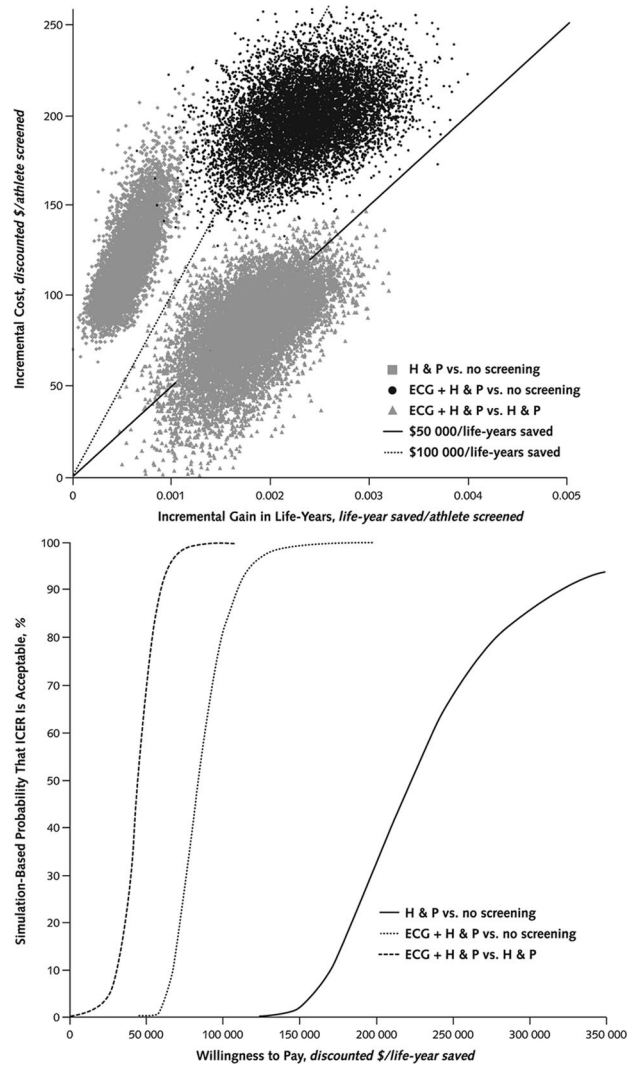 250
200
150
100
50
0
0
0.001
0.002
0.003
0.004
0.005
Incremental Cost, discounted $/athlete screened
H & P vs. no screening
ECG + H & P vs. no screening
ECG + H & P vs. H & P
$50 000/life-years saved
$100 000/life-years saved
Incremental Gain in Life-Years, life-year saved/athlete screened
100
90
80
70
60
50
40
30
20
10
0
Simulation-Based Probability That ICER Is Acceptable, %
H & P vs. no screening
ECG + H & P vs. no screening
ECG + H & P vs. H & P
0
50 000
100 000
150 000
200 000
250 000
300 000
350 000
Willingness to Pay, discounted $/life-year saved